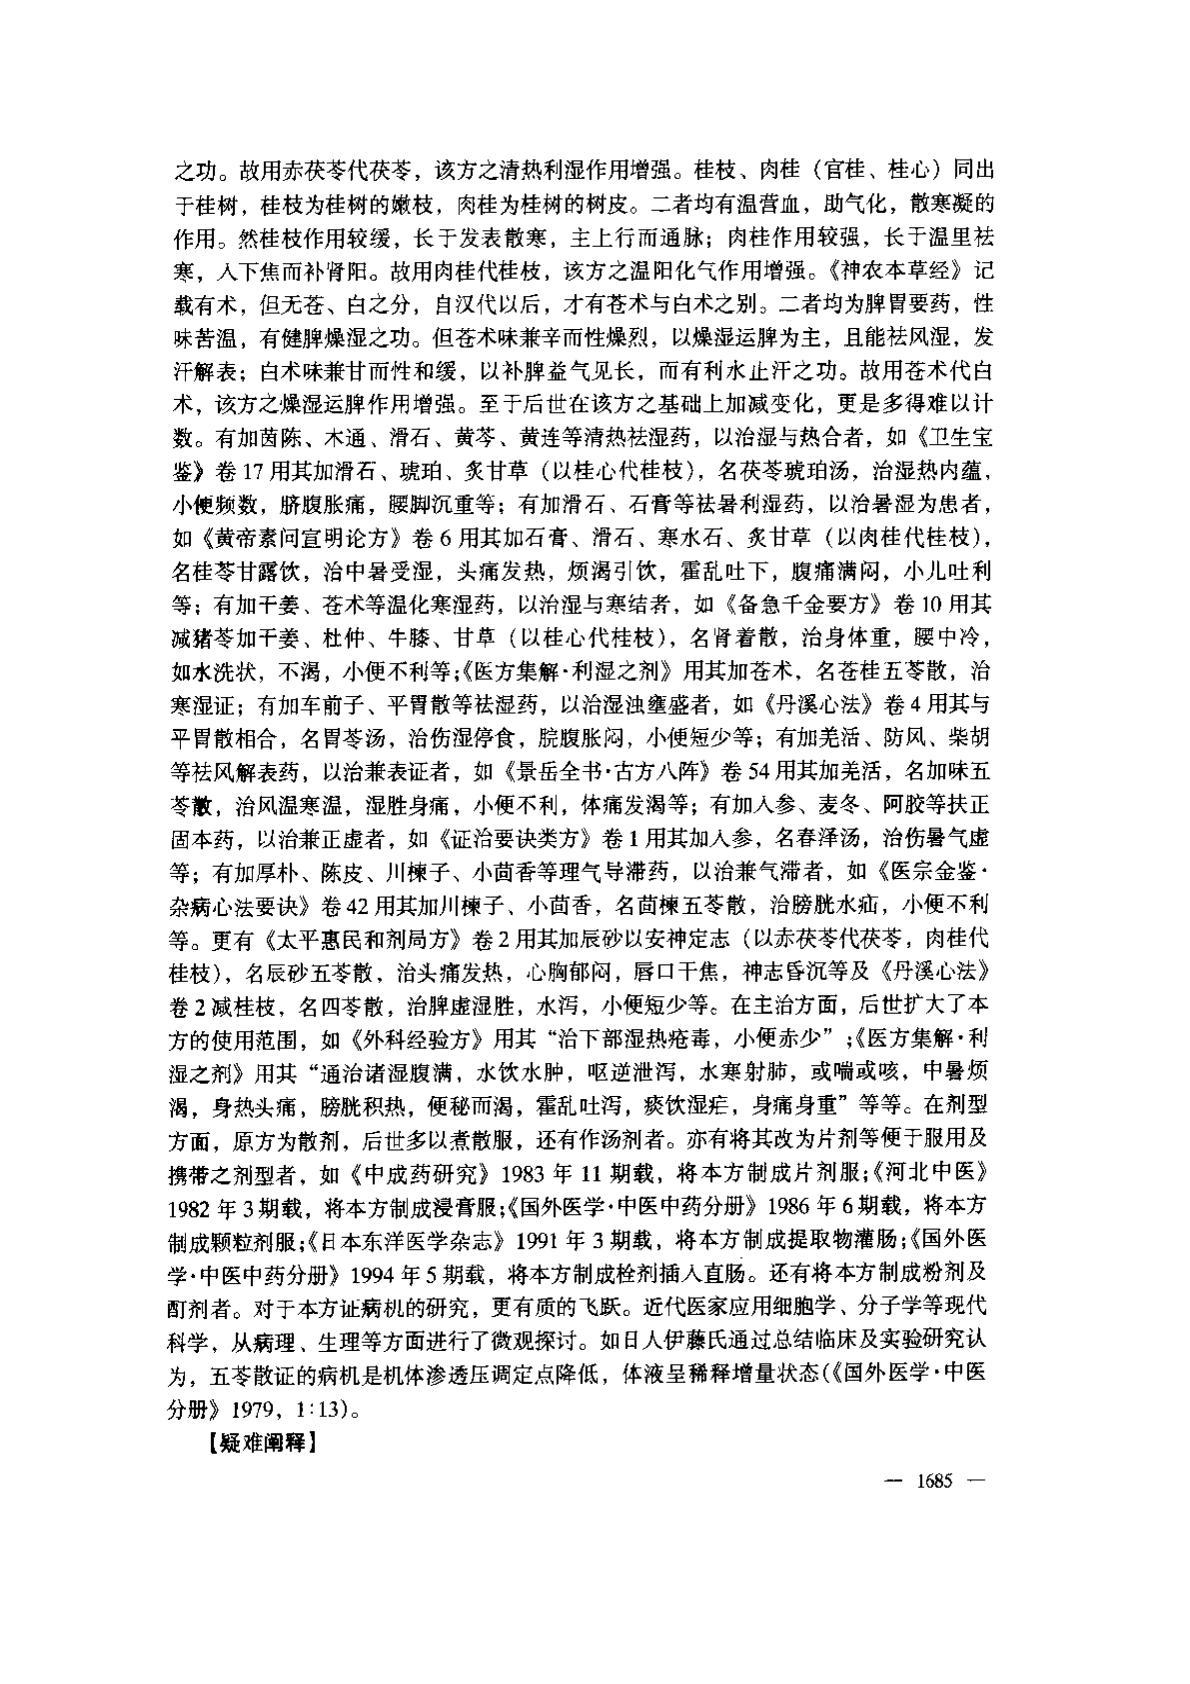 之功。故用赤茯苓代茯苓，该方之清热利湿作用增强。桂枝、肉桂（官桂、桂心）同出
于桂树，桂枝为桂树的嫩枝，肉桂为桂树的树皮。二者均有温营血，助气化，散寒凝的
作用。然桂枝作用较缓，长于发表散寒，主上行而通脉；肉桂作用较强，长于温里祛
寒，入下焦而补肾阳。故用肉桂代桂枝，该方之温阳化气作用增强。《神农本草经》记
载有术，但无苍、白之分，自汉代以后，才有苍术与白术之别。二者均为脾胃要药，性
味苦温，有健脾燥湿之功。但苍术味兼辛而性燥烈，以燥湿运脾为主，且能祛风湿，发
汗解表；白术味兼甘而性和缓，以补脾益气见长，而有利水止汗之功。故用苍术代白
术，该方之燥湿运脾作用增强。至于后世在该方之基础上加减变化，更是多得难以计
数。有加茵陈、木通、滑石、黄芩、黄连等清热祛湿药，以治湿与热合者，如《卫生宝
鉴》卷17用其加滑石、琥珀、炙甘草（以桂心代桂枝），名茯苓琥珀汤，治湿热内蕴，
小便频数，脐腹胀痛，腰脚沉重等；有加滑石、石膏等祛暑利湿药，以治暑湿为患者，
如《黄帝素问宣明论方》卷6用其加石膏、滑石、寒水石、炙甘草（以肉桂代桂枝），
名桂苓甘露饮，治中暑受湿，头痛发热，烦渴引饮，霍乱吐下，腹痛满闷，小儿吐利
等；有加干姜、苍术等温化寒湿药，以治湿与寒结者，如《备急千金要方》卷10用其
减猪苓加干姜、杜仲、牛膝、甘草（以桂心代桂枝），名肾着散，治身体重，腰中冷，
如水洗状，不渴，小便不利等；《医方集解·利湿之剂》用其加苍术，名苍桂五苓散，治
寒湿证；有加车前子、平胃散等祛湿药，以治湿浊壅盛者，如《丹溪心法》卷4用其与
平胃散相合，名胃苓汤，治伤湿停食，脘腹胀闷，小便短少等；有加羌活、防风、柴胡
等祛风解表药，以治兼表证者，如《景岳全书·古方八阵》卷54用其加羌活，名加味五
苓散，治风温寒温，湿胜身痛，小便不利，体痛发渴等；有加人参、麦冬、阿胶等扶正
固本药，以治兼正虚者，如《证治要诀类方》卷1用其加人参，名春泽汤，治伤暑气虚
等；有加厚朴、陈皮、川楝子、小茴香等理气导滞药，以治兼气滞者，如《医宗金鉴·
杂病心法要诀》卷42用其加川楝子、小茴香，名茴楝五苓散，治膀胱水疝，小便不利
等。更有《太平惠民和剂局方》卷2用其加辰砂以安神定志（以赤茯苓代茯苓，肉桂代
桂枝），名辰砂五苓散，治头痛发热，心胸郁闷，唇口干焦，神志昏沉等及《丹溪心法》
卷2减桂枝，名四苓散，治脾虚湿胜，水泻，小便短少等。在主治方面，后世扩大了本
方的使用范围，如《外科经验方》用其“治下部湿热疮毒，小便赤少”；《医方集解·利
湿之剂》用其“通治诸湿腹满，水饮水肿，呕逆泄泻，水寒射肺，或喘或咳，中暑烦
渴，身热头痛，膀胱积热，便秘而渴，霍乱吐泻，痰饮湿疟，身痛身重”等等。在剂型
方面，原方为散剂，后世多以煮散服，还有作汤剂者。亦有将其改为片剂等便于服用及
携带之剂型者，如《中成药研究》1983年11期载，将本方制成片剂服；《河北中医》
1982年3期载，将本方制成浸膏服；《国外医学·中医中药分册》1986年6期载，将本方
制成颗粒剂服；《日本东洋医学杂志》1991年3期载，将本方制成提取物灌肠；《国外医
学·中医中药分册》1994年5期载，将本方制成栓剂插入直肠。还有将本方制成粉剂及
酊剂者。对于本方证病机的研究，更有质的飞跃。近代医家应用细胞学、分子学等现代
科学，从病理、生理等方面进行了微观探讨。如日人伊藤氏通过总结临床及实验研究认
为，五苓散证的病机是机体渗透压调定点降低，体液呈稀释增量状态（《国外医学·中医
分册》1979，1∶13）。
【疑难阐释】
— 1685 —